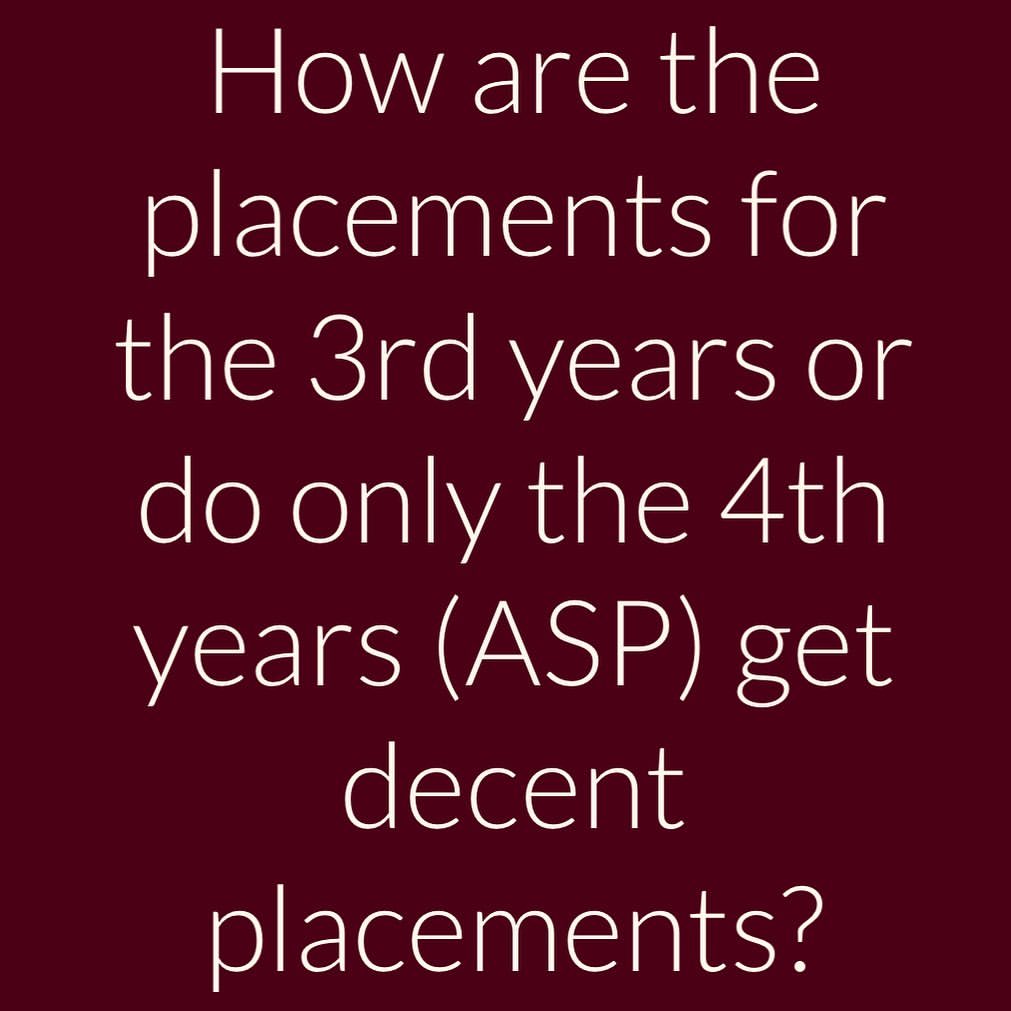 How are the
placements for
the 3rd years or
do only the 4th
years (ASP) get
decent
placements?